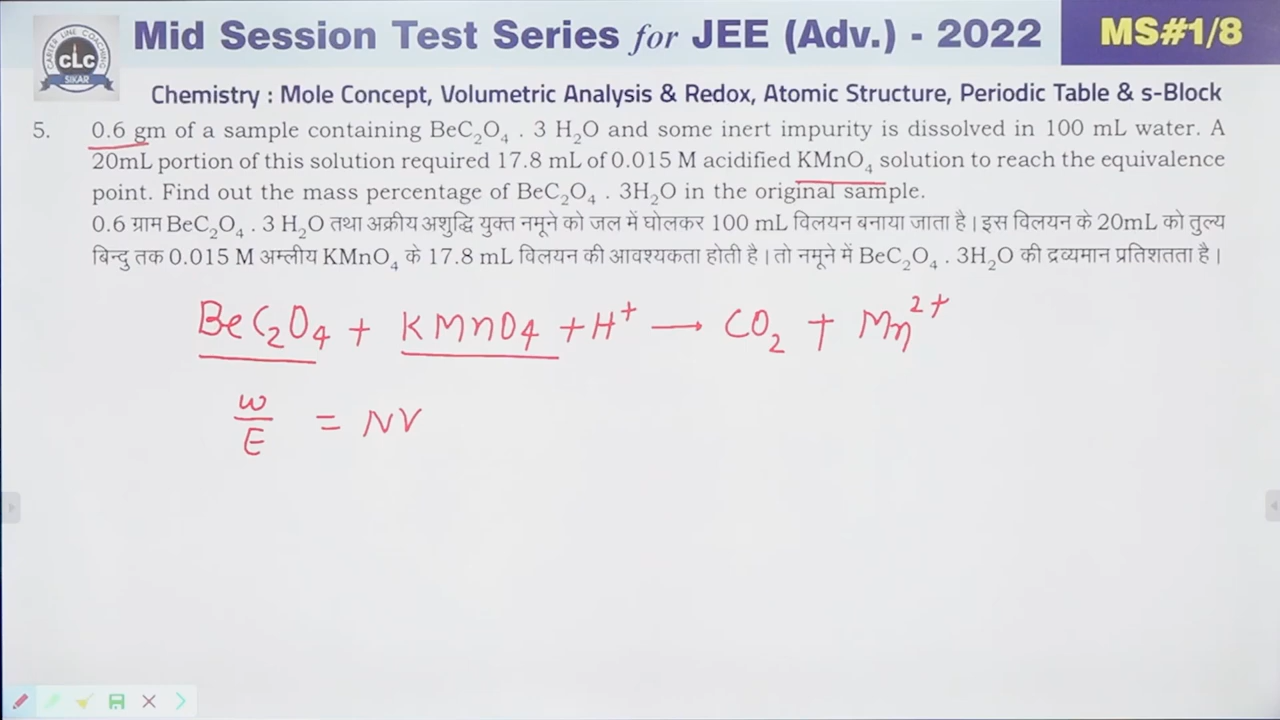 CAREER LINE COACHING
CLC
SIKAR
Mid Session Test Series for JEE (Adv.) - 2022
MS#1/8
Chemistry : Mole Concept, Volumetric Analysis & Redox, Atomic Structure, Periodic Table & s-Block
5. 0.6 gm of a sample containing BeC₂O₄ . 3 H₂O and some inert impurity is dissolved in 100 mL water. A
20mL portion of this solution required 17.8 mL of 0.015 M acidified KMnO₄ solution to reach the equivalence
point. Find out the mass percentage of BeC₂O₄ . 3H₂O in the original sample.
0.6 ग्राम BeC₂O₄ . 3 H₂O तथा अक्रीय अशुद्धि युक्त नमूने को जल में घोलकर 100 mL विलयन बनाया जाता है। इस विलयन के 20mL को तुल्य
बिन्दु तक 0.015 M अम्लीय KMnO₄ के 17.8 mL विलयन की आवश्यकता होती है। तो नमूने में BeC₂O₄ . 3H₂O की द्रव्यमान प्रतिशतता है।
BeC₂O₄ + KMnO4 + H⁺ → CO₂ + Mn²⁺
w/E = NV